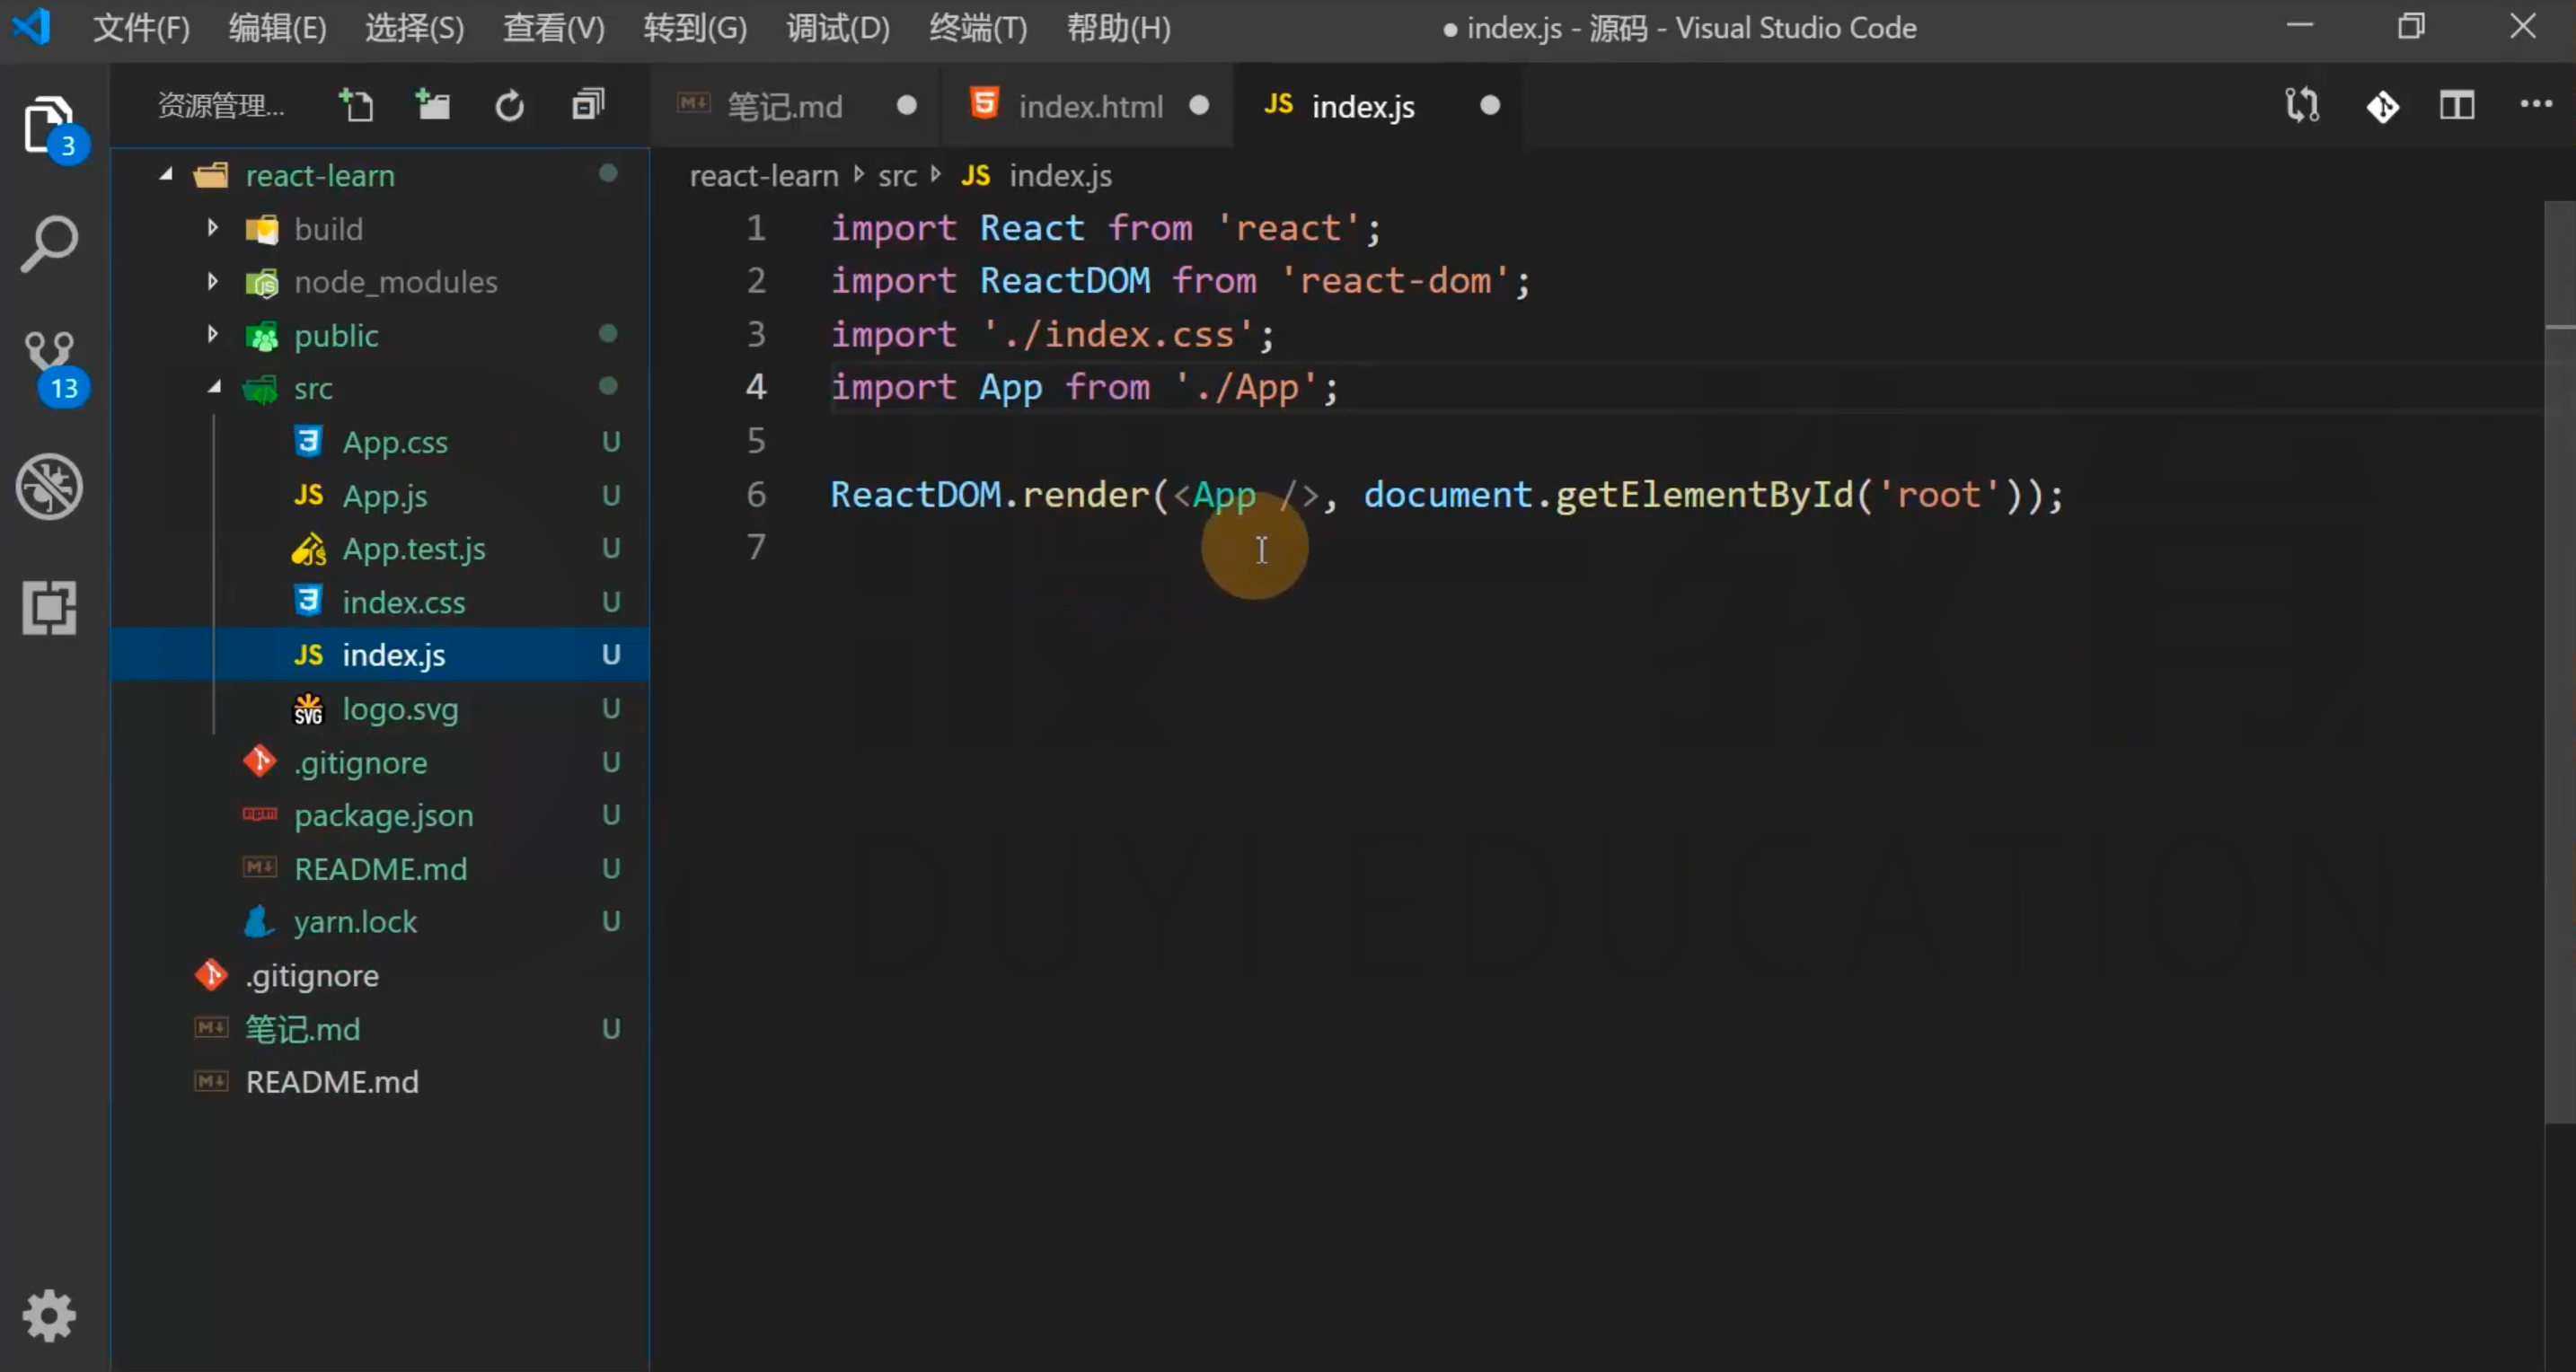 文件(F) 编辑(E) 选择(S) 查看(V) 转到(G) 调试(D) 终端(T) 帮助(H) ● index.js - 源码 - Visual Studio Code
资源管理...
笔记.md index.html JS index.js
3
13
react-learn
build
node_modules
public
src
App.css U
JS App.js U
App.test.js U
index.css U
JS index.js U
SVG logo.svg U
.gitignore U
package.json U
README.md U
yarn.lock U
.gitignore
笔记.md U
README.md
react-learn src JS index.js
1 import React from 'react';
2 import ReactDOM from 'react-dom';
3 import './index.css';
4 import App from './App';
5
6 ReactDOM.render(<App />, document.getElementById('root'));
7
DUYI EDUCATION